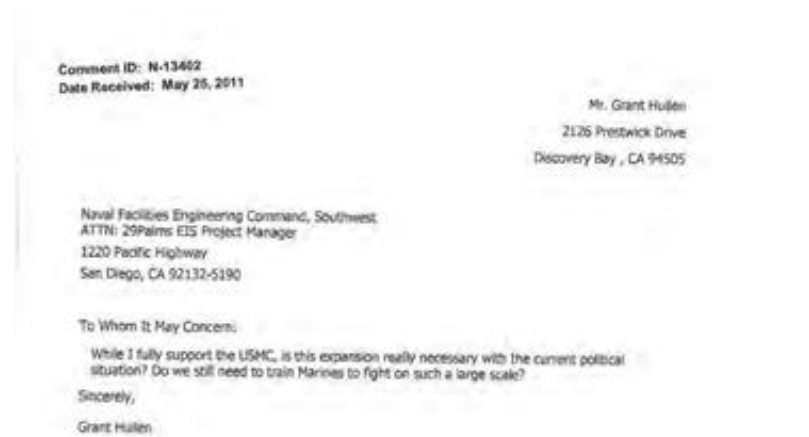 Comment ID: N-13402
Date Received: May 25, 2011
Mr. Grant Hullen
2126 Prestwick Drive
Discovery Bay , CA 94505
Naval Facilities Engineering Command, Southwest
ATTN: 29Palms EIS Project Manager
1220 Pacific Highway
San Diego, CA 92132-5190
To Whom It May Concern:
While I fully support the USMC, is this expansion really necessary with the current political
situation? Do we still need to train Marines to fight on such a large scale?
Sincerely,
Grant Hullen